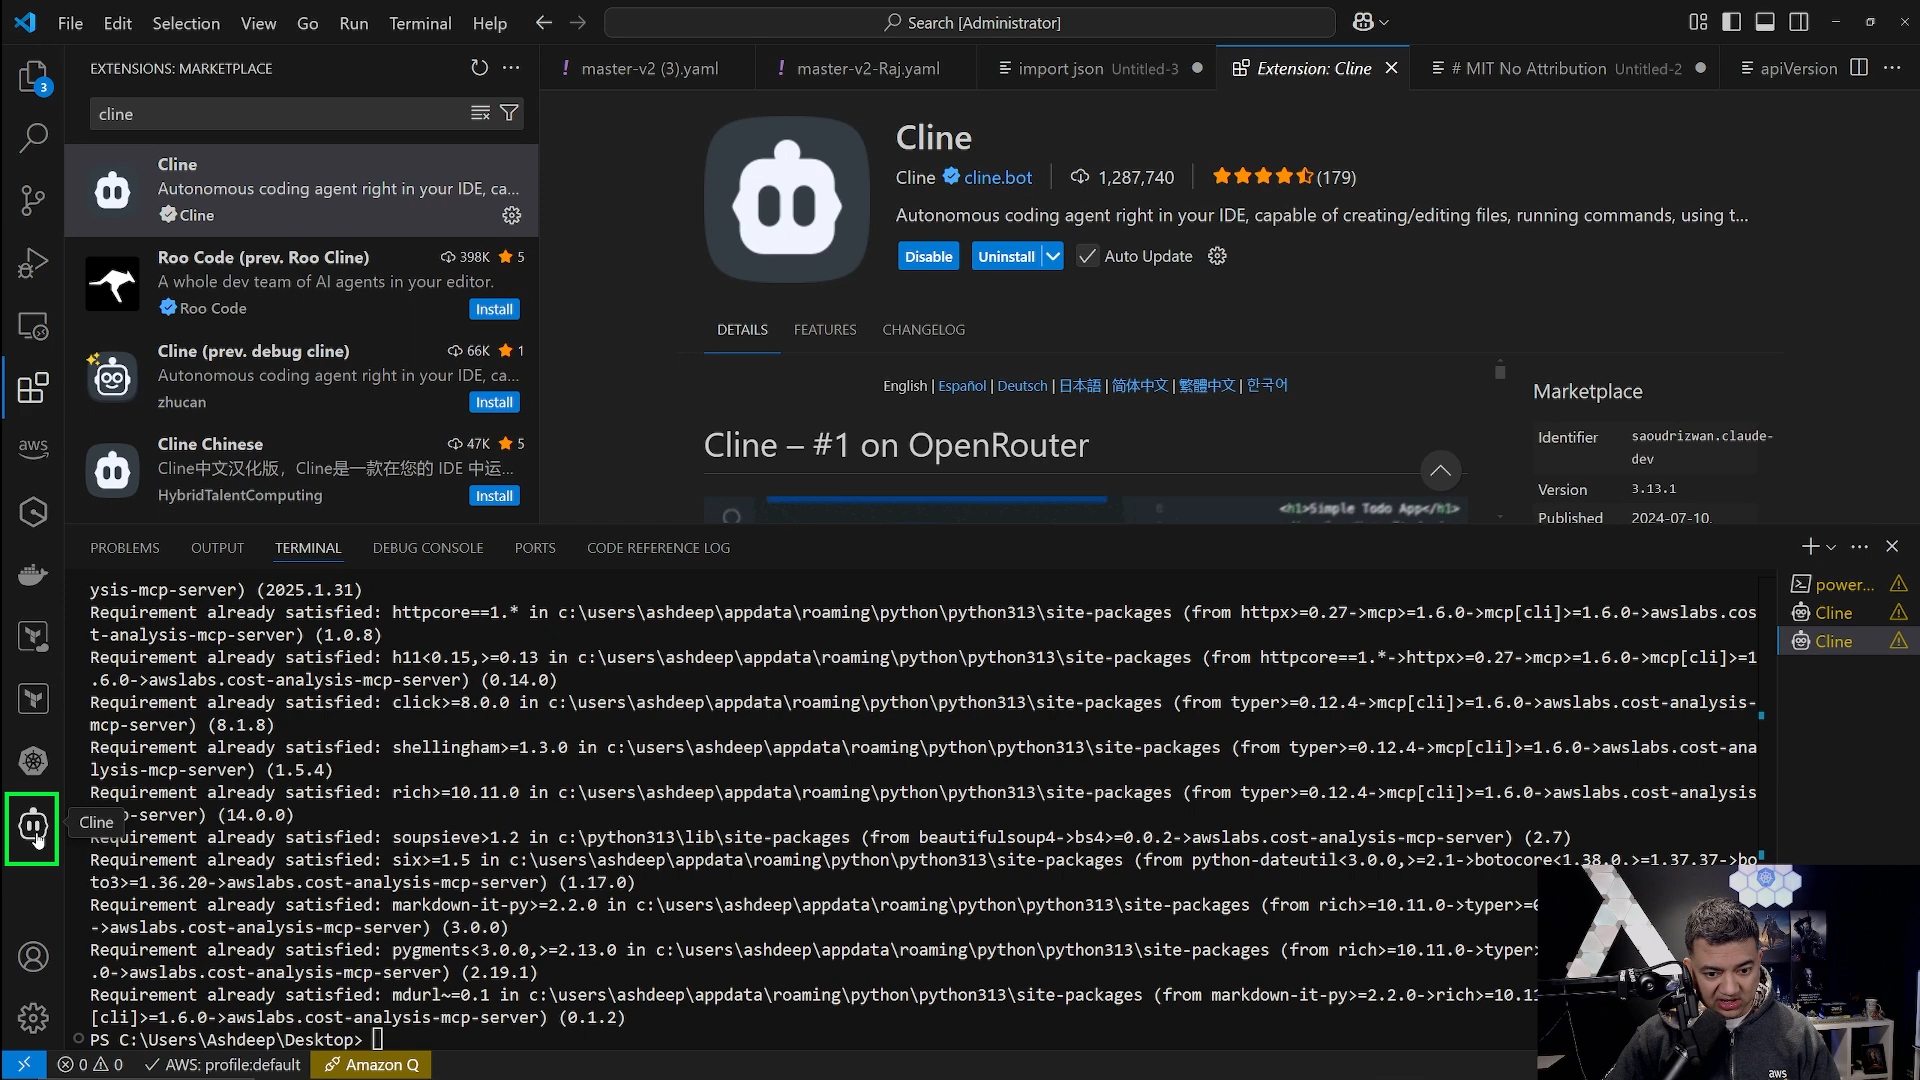 File Edit Selection View Go Run Terminal Help
Search [Administrator]
3
EXTENSIONS: MARKETPLACE
cline
Cline
Autonomous coding agent right in your IDE, ca...
Cline
Roo Code (prev. Roo Cline) 398K 5
A whole dev team of AI agents in your editor.
Roo Code Install
Cline (prev. debug cline) 66K 1
Autonomous coding agent right in your IDE, ca...
zhucan Install
Cline Chinese 47K 5
Cline中文汉化版，Cline是一款在您的 IDE 中运...
HybridTalentComputing Install
aws
! master-v2 (3).yaml ! master-v2-Raj.yaml import json Untitled-3 Extension: Cline # MIT No Attribution Untitled-2 apiVersion
Cline
Cline cline.bot 1,287,740 (179)
Autonomous coding agent right in your IDE, capable of creating/editing files, running commands, using t...
Disable Uninstall Auto Update
DETAILS FEATURES CHANGELOG
English | Español | Deutsch | 日本語 | 简体中文 | 繁體中文 | 한국어
Cline – #1 on OpenRouter
8 <h1>Simple Todo App</h1>
Marketplace
Identifier saoudrizwan.claude-
dev
Version 3.13.1
Published 2024-07-10,
PROBLEMS OUTPUT TERMINAL DEBUG CONSOLE PORTS CODE REFERENCE LOG
power...
Cline
Cline
ysis-mcp-server) (2025.1.31)
Requirement already satisfied: httpcore==1.* in c:\users\ashdeep\appdata\roaming\python\python313\site-packages (from httpx>=0.27->mcp>=1.6.0->mcp[cli]>=1.6.0->awslabs.cos
t-analysis-mcp-server) (1.0.8)
Requirement already satisfied: h11<0.15,>=0.13 in c:\users\ashdeep\appdata\roaming\python\python313\site-packages (from httpcore==1.*->httpx>=0.27->mcp>=1.6.0->mcp[cli]>=1
.6.0->awslabs.cost-analysis-mcp-server) (0.14.0)
Requirement already satisfied: click>=8.0.0 in c:\users\ashdeep\appdata\roaming\python\python313\site-packages (from typer>=0.12.4->mcp[cli]>=1.6.0->awslabs.cost-analysis-
mcp-server) (8.1.8)
Requirement already satisfied: shellingham>=1.3.0 in c:\users\ashdeep\appdata\roaming\python\python313\site-packages (from typer>=0.12.4->mcp[cli]>=1.6.0->awslabs.cost-ana
lysis-mcp-server) (1.5.4)
Requirement already satisfied: rich>=10.11.0 in c:\users\ashdeep\appdata\roaming\python\python313\site-packages (from typer>=0.12.4->mcp[cli]>=1.6.0->awslabs.cost-analysis
Cline p-server) (14.0.0)
Requirement already satisfied: soupsieve>1.2 in c:\python313\lib\site-packages (from beautifulsoup4->bs4>=0.0.2->awslabs.cost-analysis-mcp-server) (2.7)
Requirement already satisfied: six>=1.5 in c:\users\ashdeep\appdata\roaming\python\python313\site-packages (from python-dateutil<3.0.0,>=2.1->botocore<1.38.0,>=1.37.37->bo
to3>=1.36.20->awslabs.cost-analysis-mcp-server) (1.17.0)
Requirement already satisfied: markdown-it-py>=2.2.0 in c:\users\ashdeep\appdata\roaming\python\python313\site-packages (from rich>=10.11.0->typer>=0
->awslabs.cost-analysis-mcp-server) (3.0.0)
Requirement already satisfied: pygments<3.0.0,>=2.13.0 in c:\users\ashdeep\appdata\roaming\python\python313\site-packages (from rich>=10.11.0->typer>
.0->awslabs.cost-analysis-mcp-server) (2.19.1)
Requirement already satisfied: mdurl~=0.1 in c:\users\ashdeep\appdata\roaming\python\python313\site-packages (from markdown-it-py>=2.2.0->rich>=10.11
[cli]>=1.6.0->awslabs.cost-analysis-mcp-server) (0.1.2)
PS C:\Users\Ashdeep\Desktop>
0 0 AWS: profile:default Amazon Q
aws